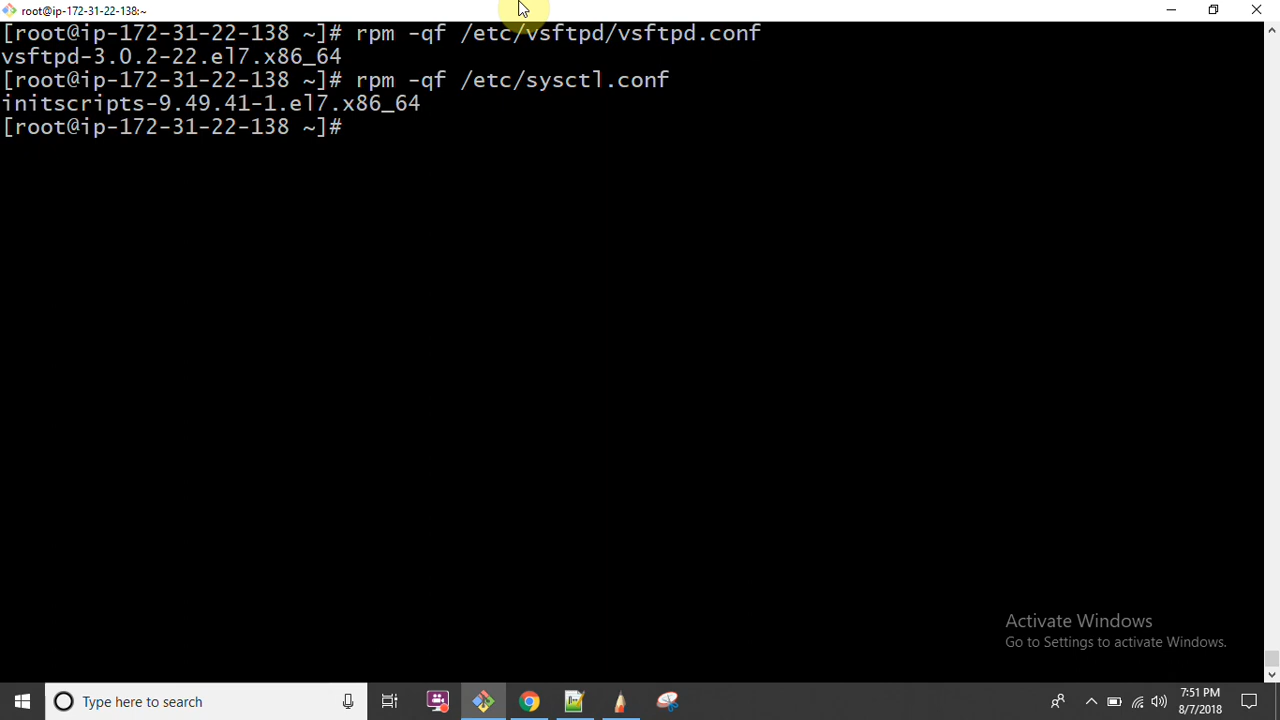 root@ip-172-31-22-138:~
[root@ip-172-31-22-138 ~]# rpm -qf /etc/vsftpd/vsftpd.conf
vsftpd-3.0.2-22.el7.x86_64
[root@ip-172-31-22-138 ~]# rpm -qf /etc/sysctl.conf
initscripts-9.49.41-1.el7.x86_64
[root@ip-172-31-22-138 ~]#
Activate Windows
Go to Settings to activate Windows.
Type here to search
7:51 PM
8/7/2018